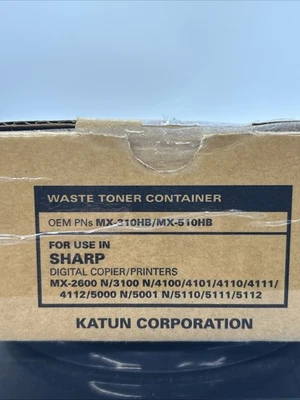 WASTE TONER CONTAINER
OEM PNs MX-310HB/MX-510HB
FOR USE IN
SHARP
DIGITAL COPIER/PRINTERS
MX-2600 N/3100 N/4100/4101/4110/4111/
4112/5000 N/5001 N/5110/5111/5112
KATUN CORPORATION